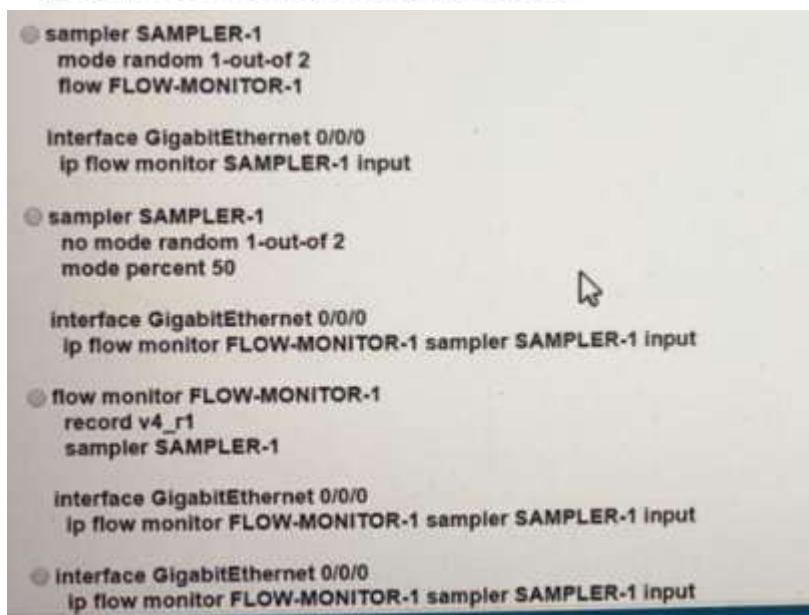 sampler SAMPLER-1
mode random 1-out-of 2
flow FLOW-MONITOR-1
interface GigabitEthernet 0/0/0
ip flow monitor SAMPLER-1 input
sampler SAMPLER-1
no mode random 1-out-of 2
mode percent 50
interface GigabitEthernet 0/0/0
ip flow monitor FLOW-MONITOR-1 sampler SAMPLER-1 input
flow monitor FLOW-MONITOR-1
record v4_r1
sampler SAMPLER-1
interface GigabitEthernet 0/0/0
ip flow monitor FLOW-MONITOR-1 sampler SAMPLER-1 input
interface GigabitEthernet 0/0/0
ip flow monitor FLOW-MONITOR-1 sampler SAMPLER-1 input